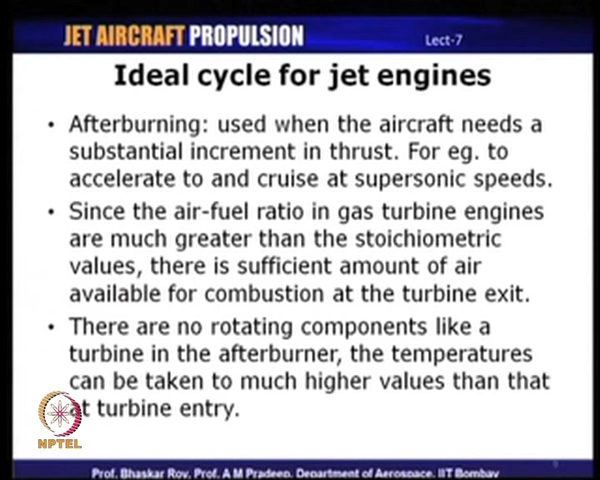 JET AIRCRAFT PROPULSION
Lect-7
Ideal cycle for jet engines
• Afterburning: used when the aircraft needs a
substantial increment in thrust. For eg. to
accelerate to and cruise at supersonic speeds.
• Since the air-fuel ratio in gas turbine engines
are much greater than the stoichiometric
values, there is sufficient amount of air
available for combustion at the turbine exit.
• There are no rotating components like a
turbine in the afterburner, the temperatures
can be taken to much higher values than that
at turbine entry.
NPTEL
Prof. Bhaskar Roy, Prof. A M Pradeep, Department of Aerospace, IIT Bombay